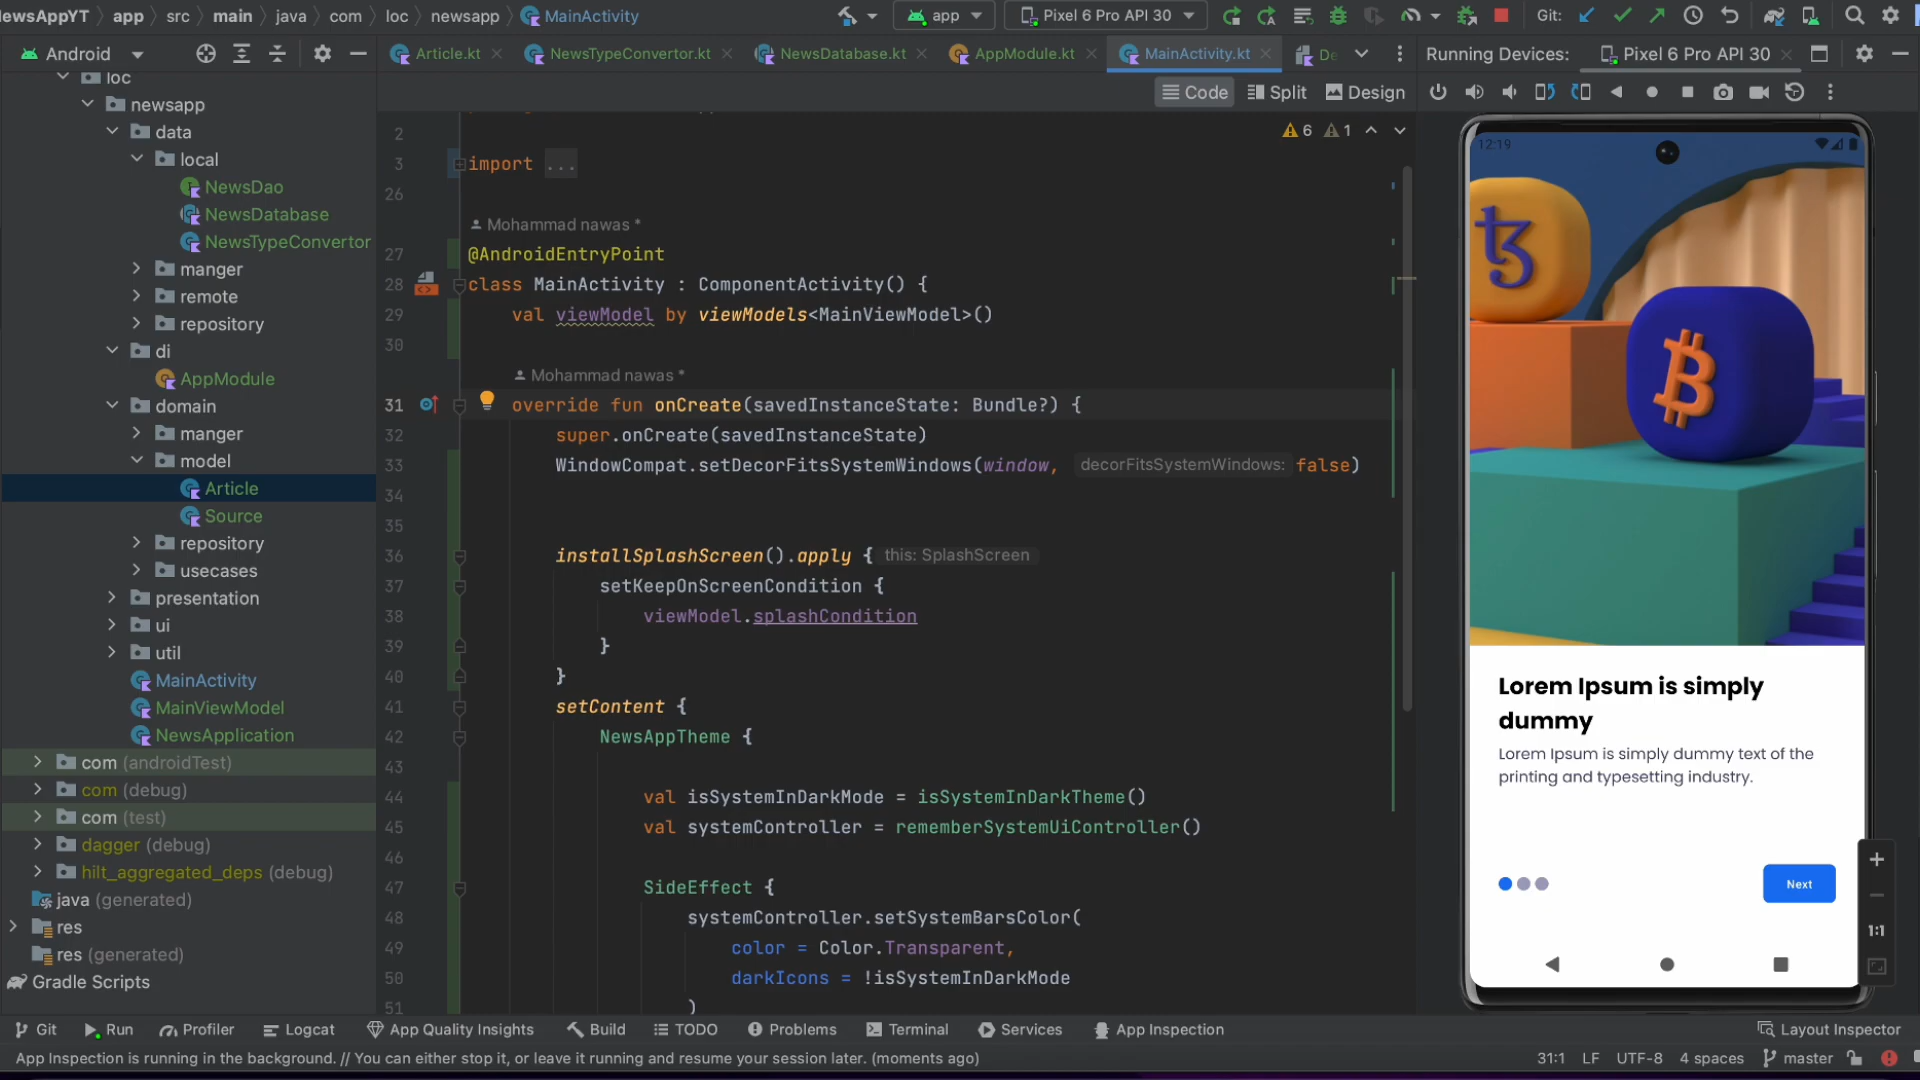 NewsAppYT app src main java com loc newsapp MainActivity
app Pixel 6 Pro API 30 Git:
Android
Article.kt NewsTypeConvertor.kt NewsDatabase.kt AppModule.kt MainActivity.kt De
Running Devices: Pixel 6 Pro API 30
Code Split Design
loc
newsapp
data
local
NewsDao
NewsDatabase
NewsTypeConvertor
manger
remote
repository
di
AppModule
domain
manger
model
Article
Source
repository
usecases
presentation
ui
util
MainActivity
MainViewModel
NewsApplication
com (androidTest)
com (debug)
com (test)
dagger (debug)
hilt_aggregated_deps (debug)
java (generated)
res
res (generated)
Gradle Scripts
6 1
2
3 import ...
26
Mohammad nawas *
27 @AndroidEntryPoint
28 class MainActivity : ComponentActivity() {
29 val viewModel by viewModels<MainViewModel>()
30
Mohammad nawas *
31 override fun onCreate(savedInstanceState: Bundle?) {
32 super.onCreate(savedInstanceState)
33 WindowCompat.setDecorFitsSystemWindows(window, decorFitsSystemWindows: false)
34
35
36 installSplashScreen().apply { this: SplashScreen
37 setKeepOnScreenCondition {
38 viewModel.splashCondition
39 }
40 }
41 setContent {
42 NewsAppTheme {
43
44 val isSystemInDarkMode = isSystemInDarkTheme()
45 val systemController = rememberSystemUiController()
46
47 SideEffect {
48 systemController.setSystemBarsColor(
49 color = Color.Transparent,
50 darkIcons = !isSystemInDarkMode
51 )
12:19
Lorem Ipsum is simply
dummy
Lorem Ipsum is simply dummy text of the
printing and typesetting industry.
Next
1:1
Git Run Profiler Logcat App Quality Insights Build TODO Problems Terminal Services App Inspection Layout Inspector
App Inspection is running in the background. // You can either stop it, or leave it running and resume your session later. (moments ago) 31:1 LF UTF-8 4 spaces master